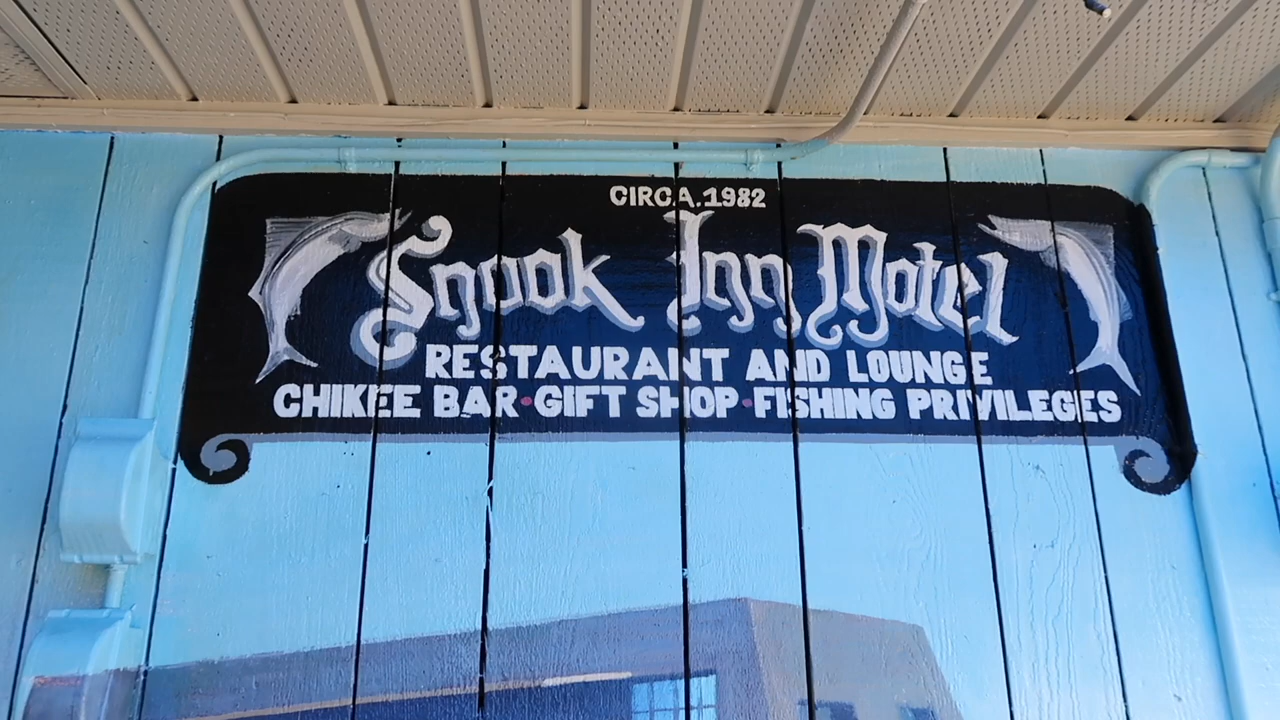 CIRCA.1982
Snook Inn Motel
RESTAURANT AND LOUNGE
CHIKEE BAR•GIFT SHOP•FISHING PRIVILEGES